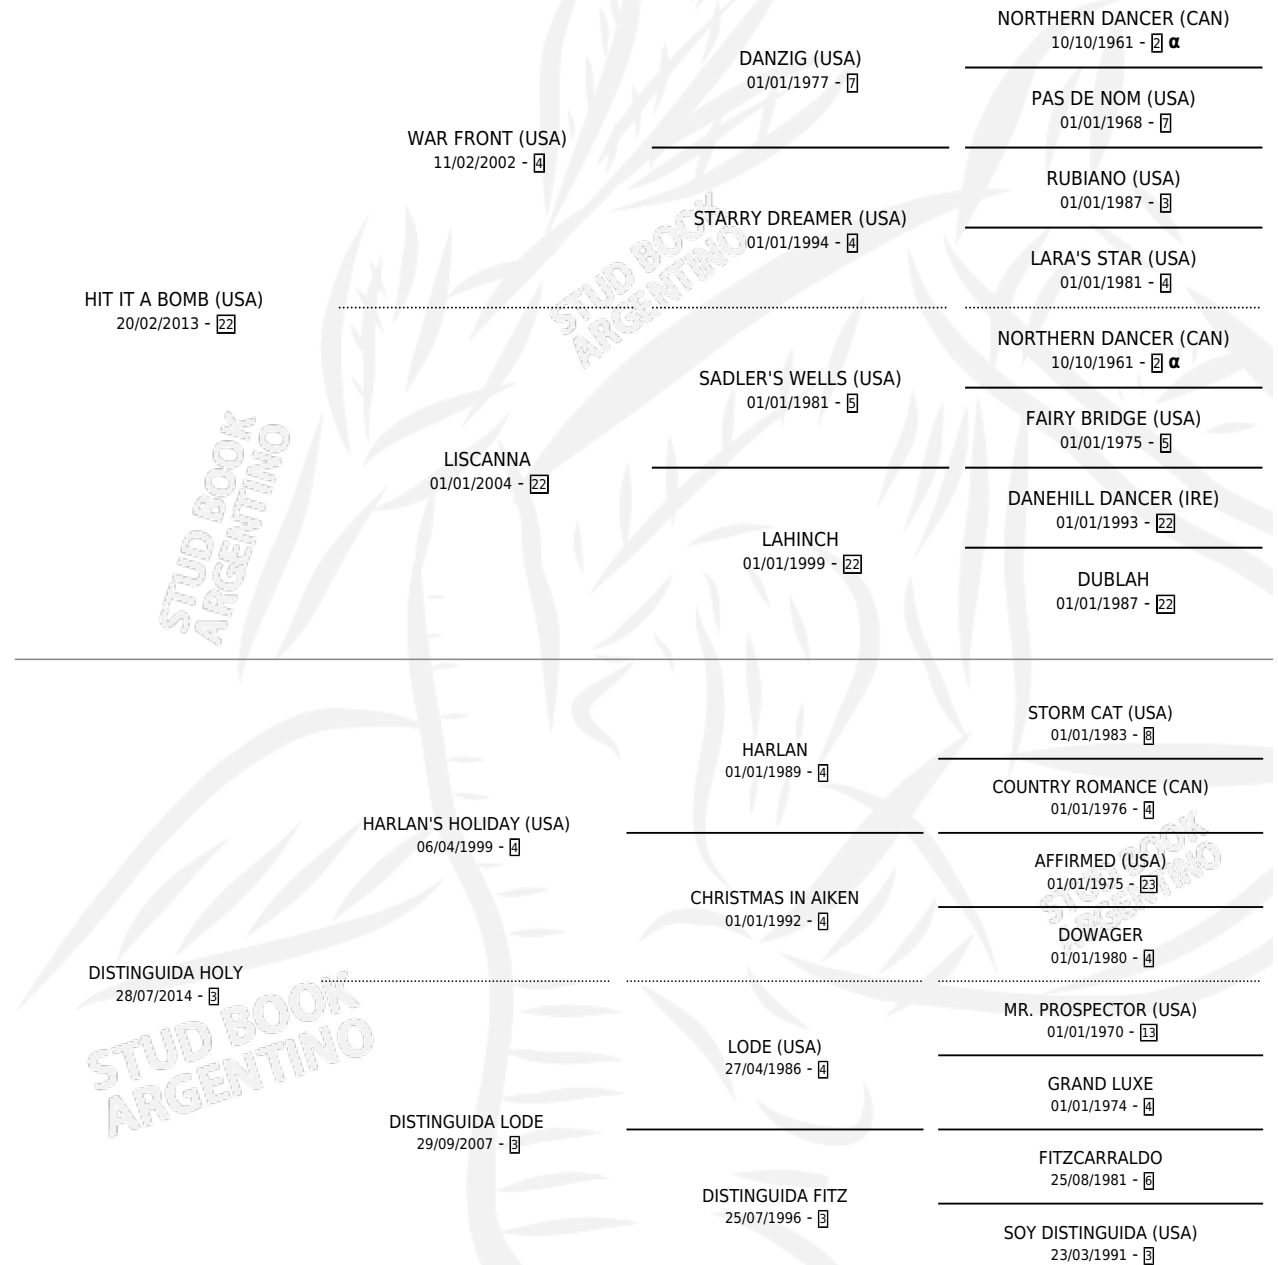 NORTHERN DANCER (CAN)
10/10/1961 - 2 α
DANZIG (USA)
01/01/1977 - 7
PAS DE NOM (USA)
01/01/1968 - 7
WAR FRONT (USA)
11/02/2002 - 4
RUBIANO (USA)
01/01/1987 - 3
STARRY DREAMER (USA)
01/01/1994 - 4
LARA'S STAR (USA)
01/01/1981 - 4
HIT IT A BOMB (USA)
20/02/2013 - 22
NORTHERN DANCER (CAN)
10/10/1961 - 2 α
SADLER'S WELLS (USA)
01/01/1981 - 5
FAIRY BRIDGE (USA)
01/01/1975 - 5
LISCANNA
01/01/2004 - 22
DANEHILL DANCER (IRE)
01/01/1993 - 22
LAHINCH
01/01/1999 - 22
DUBLAH
01/01/1987 - 22
STORM CAT (USA)
01/01/1983 - 8
HARLAN
01/01/1989 - 4
COUNTRY ROMANCE (CAN)
01/01/1976 - 4
HARLAN'S HOLIDAY (USA)
06/04/1999 - 4
AFFIRMED (USA)
01/01/1975 - 23
CHRISTMAS IN AIKEN
01/01/1992 - 4
DOWAGER
01/01/1980 - 4
DISTINGUIDA HOLY
28/07/2014 - 3
MR. PROSPECTOR (USA)
01/01/1970 - 13
LODE (USA)
27/04/1986 - 4
GRAND LUXE
01/01/1974 - 4
DISTINGUIDA LODE
29/09/2007 - 3
FITZCARRALDO
25/08/1981 - 6
DISTINGUIDA FITZ
25/07/1996 - 3
SOY DISTINGUIDA (USA)
23/03/1991 - 3
STUD BOOK
ARGENTINO
STUD BOOK
ARGENTINO
STUD BOOK
ARGENTINO
STUD BOOK
ARGENTINO